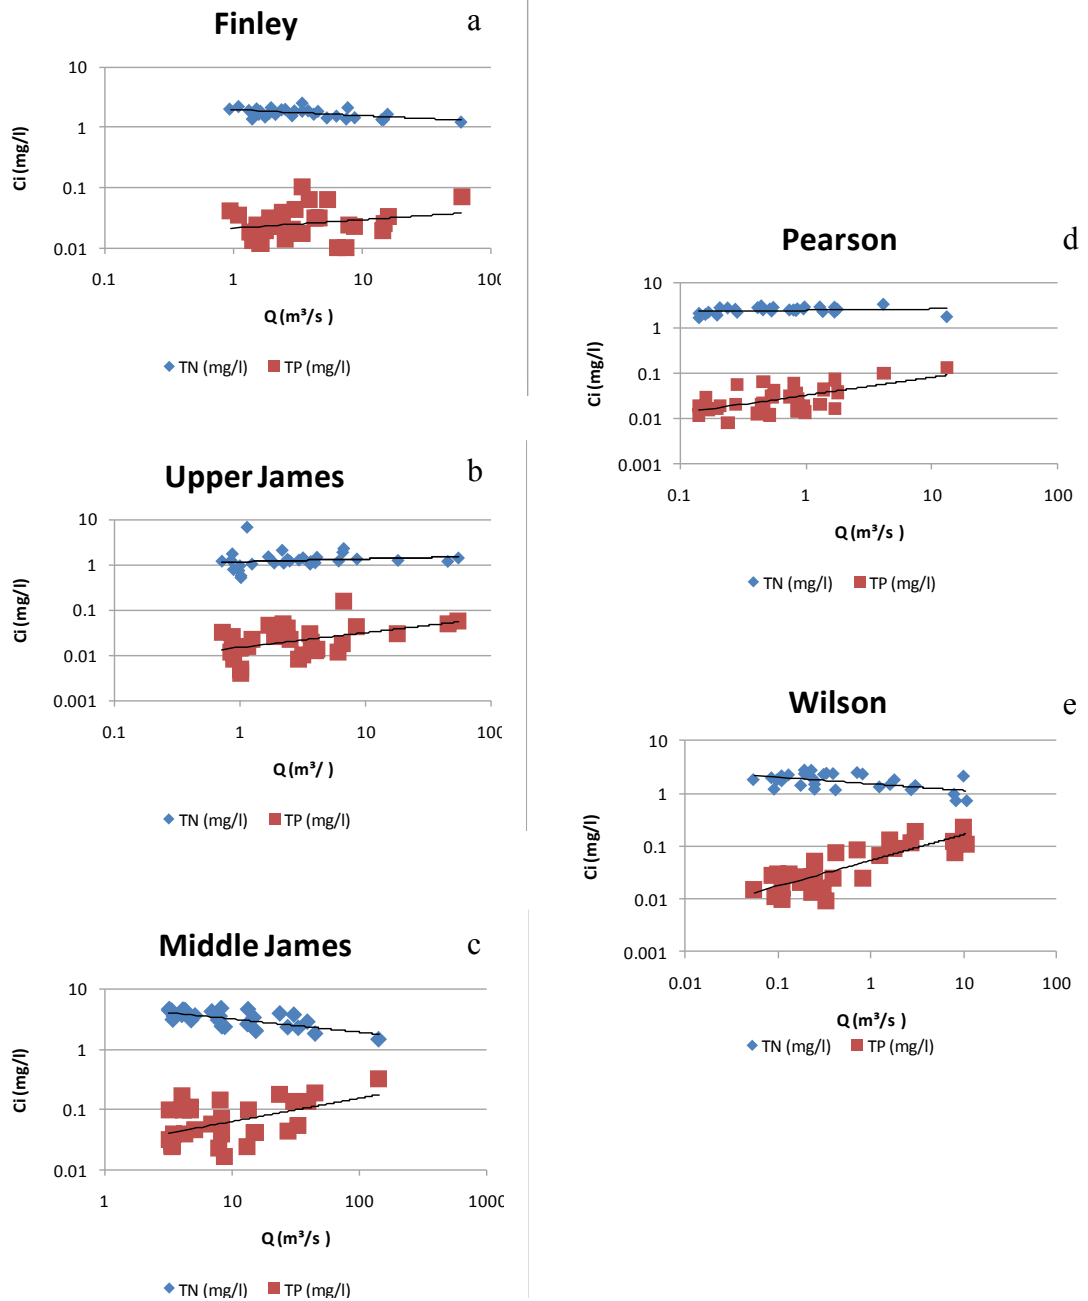 Finley
a
10
1
0.1
0.01
Ci (mg/l)
0.1 1 10 100
Q (m³/s )
TN (mg/l) TP (mg/l)
Upper James
b
10
1
0.1
0.01
0.001
Ci (mg/l)
0.1 1 10 100
Q (m³/ )
TN (mg/l) TP (mg/l)
Middle James
c
10
1
0.1
0.01
Ci (mg/l)
1 10 100 1000
Q (m³/s )
TN (mg/l) TP (mg/l)
Pearson
d
10
1
0.1
0.01
0.001
Ci (mg/l)
0.1 1 10 100
Q (m³/s )
TN (mg/l) TP (mg/l)
Wilson
e
10
1
0.1
0.01
0.001
Ci (mg/l)
0.01 0.1 1 10 100
Q (m³/s )
TN (mg/l) TP (mg/l)